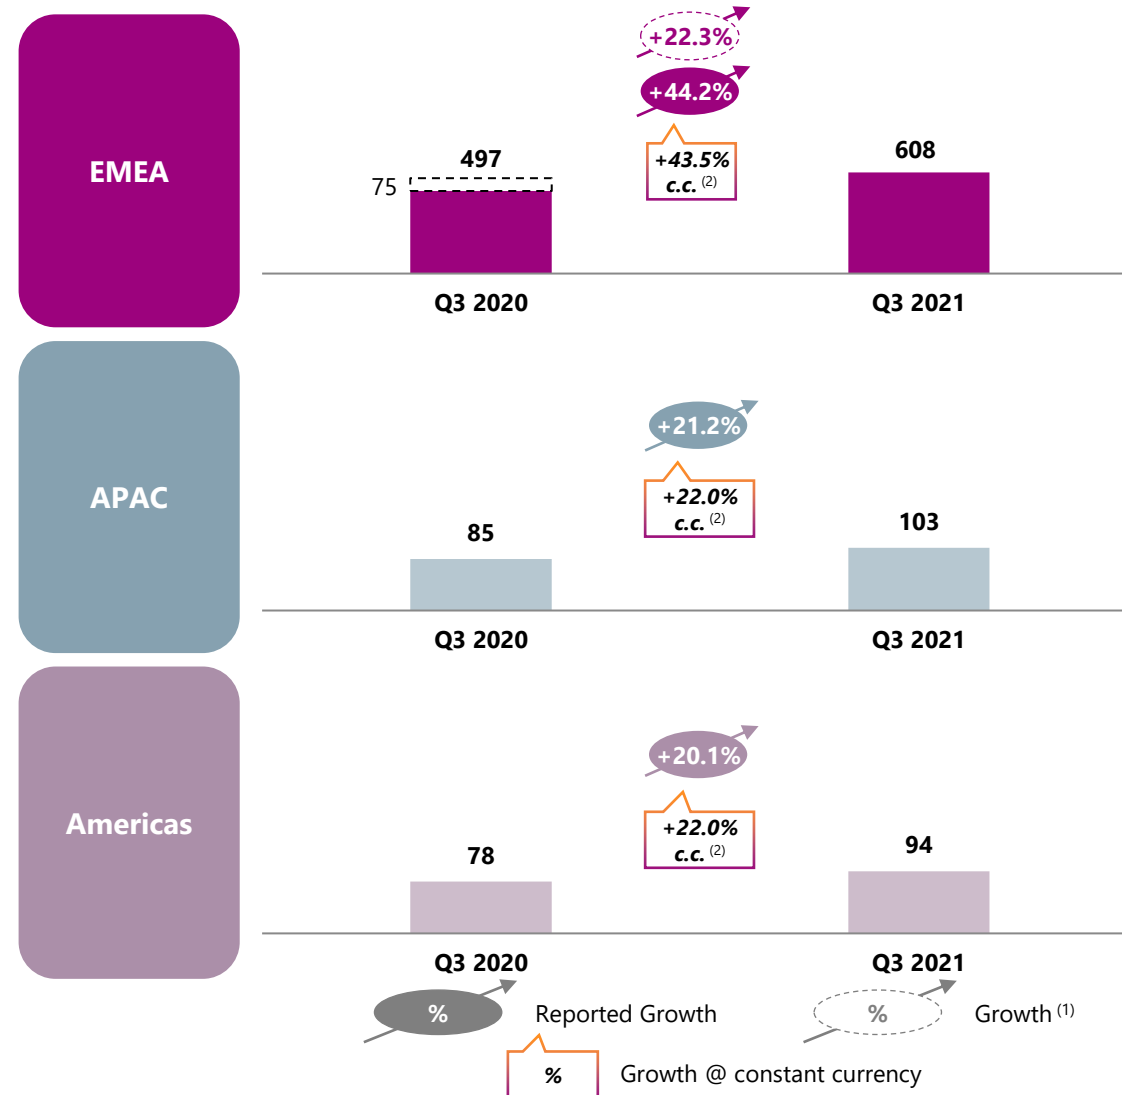 +22.3%
+44.2%
EMEA
+43.5%
c.c. (2)
497
75
608
Q3 2020
Q3 2021
+21.2%
APAC
+22.0%
c.c. (2)
85
103
Q3 2020
Q3 2021
+20.1%
Americas
+22.0%
c.c. (2)
78
94
Q3 2020
Q3 2021
% Reported Growth
% Growth (1)
% Growth @ constant currency